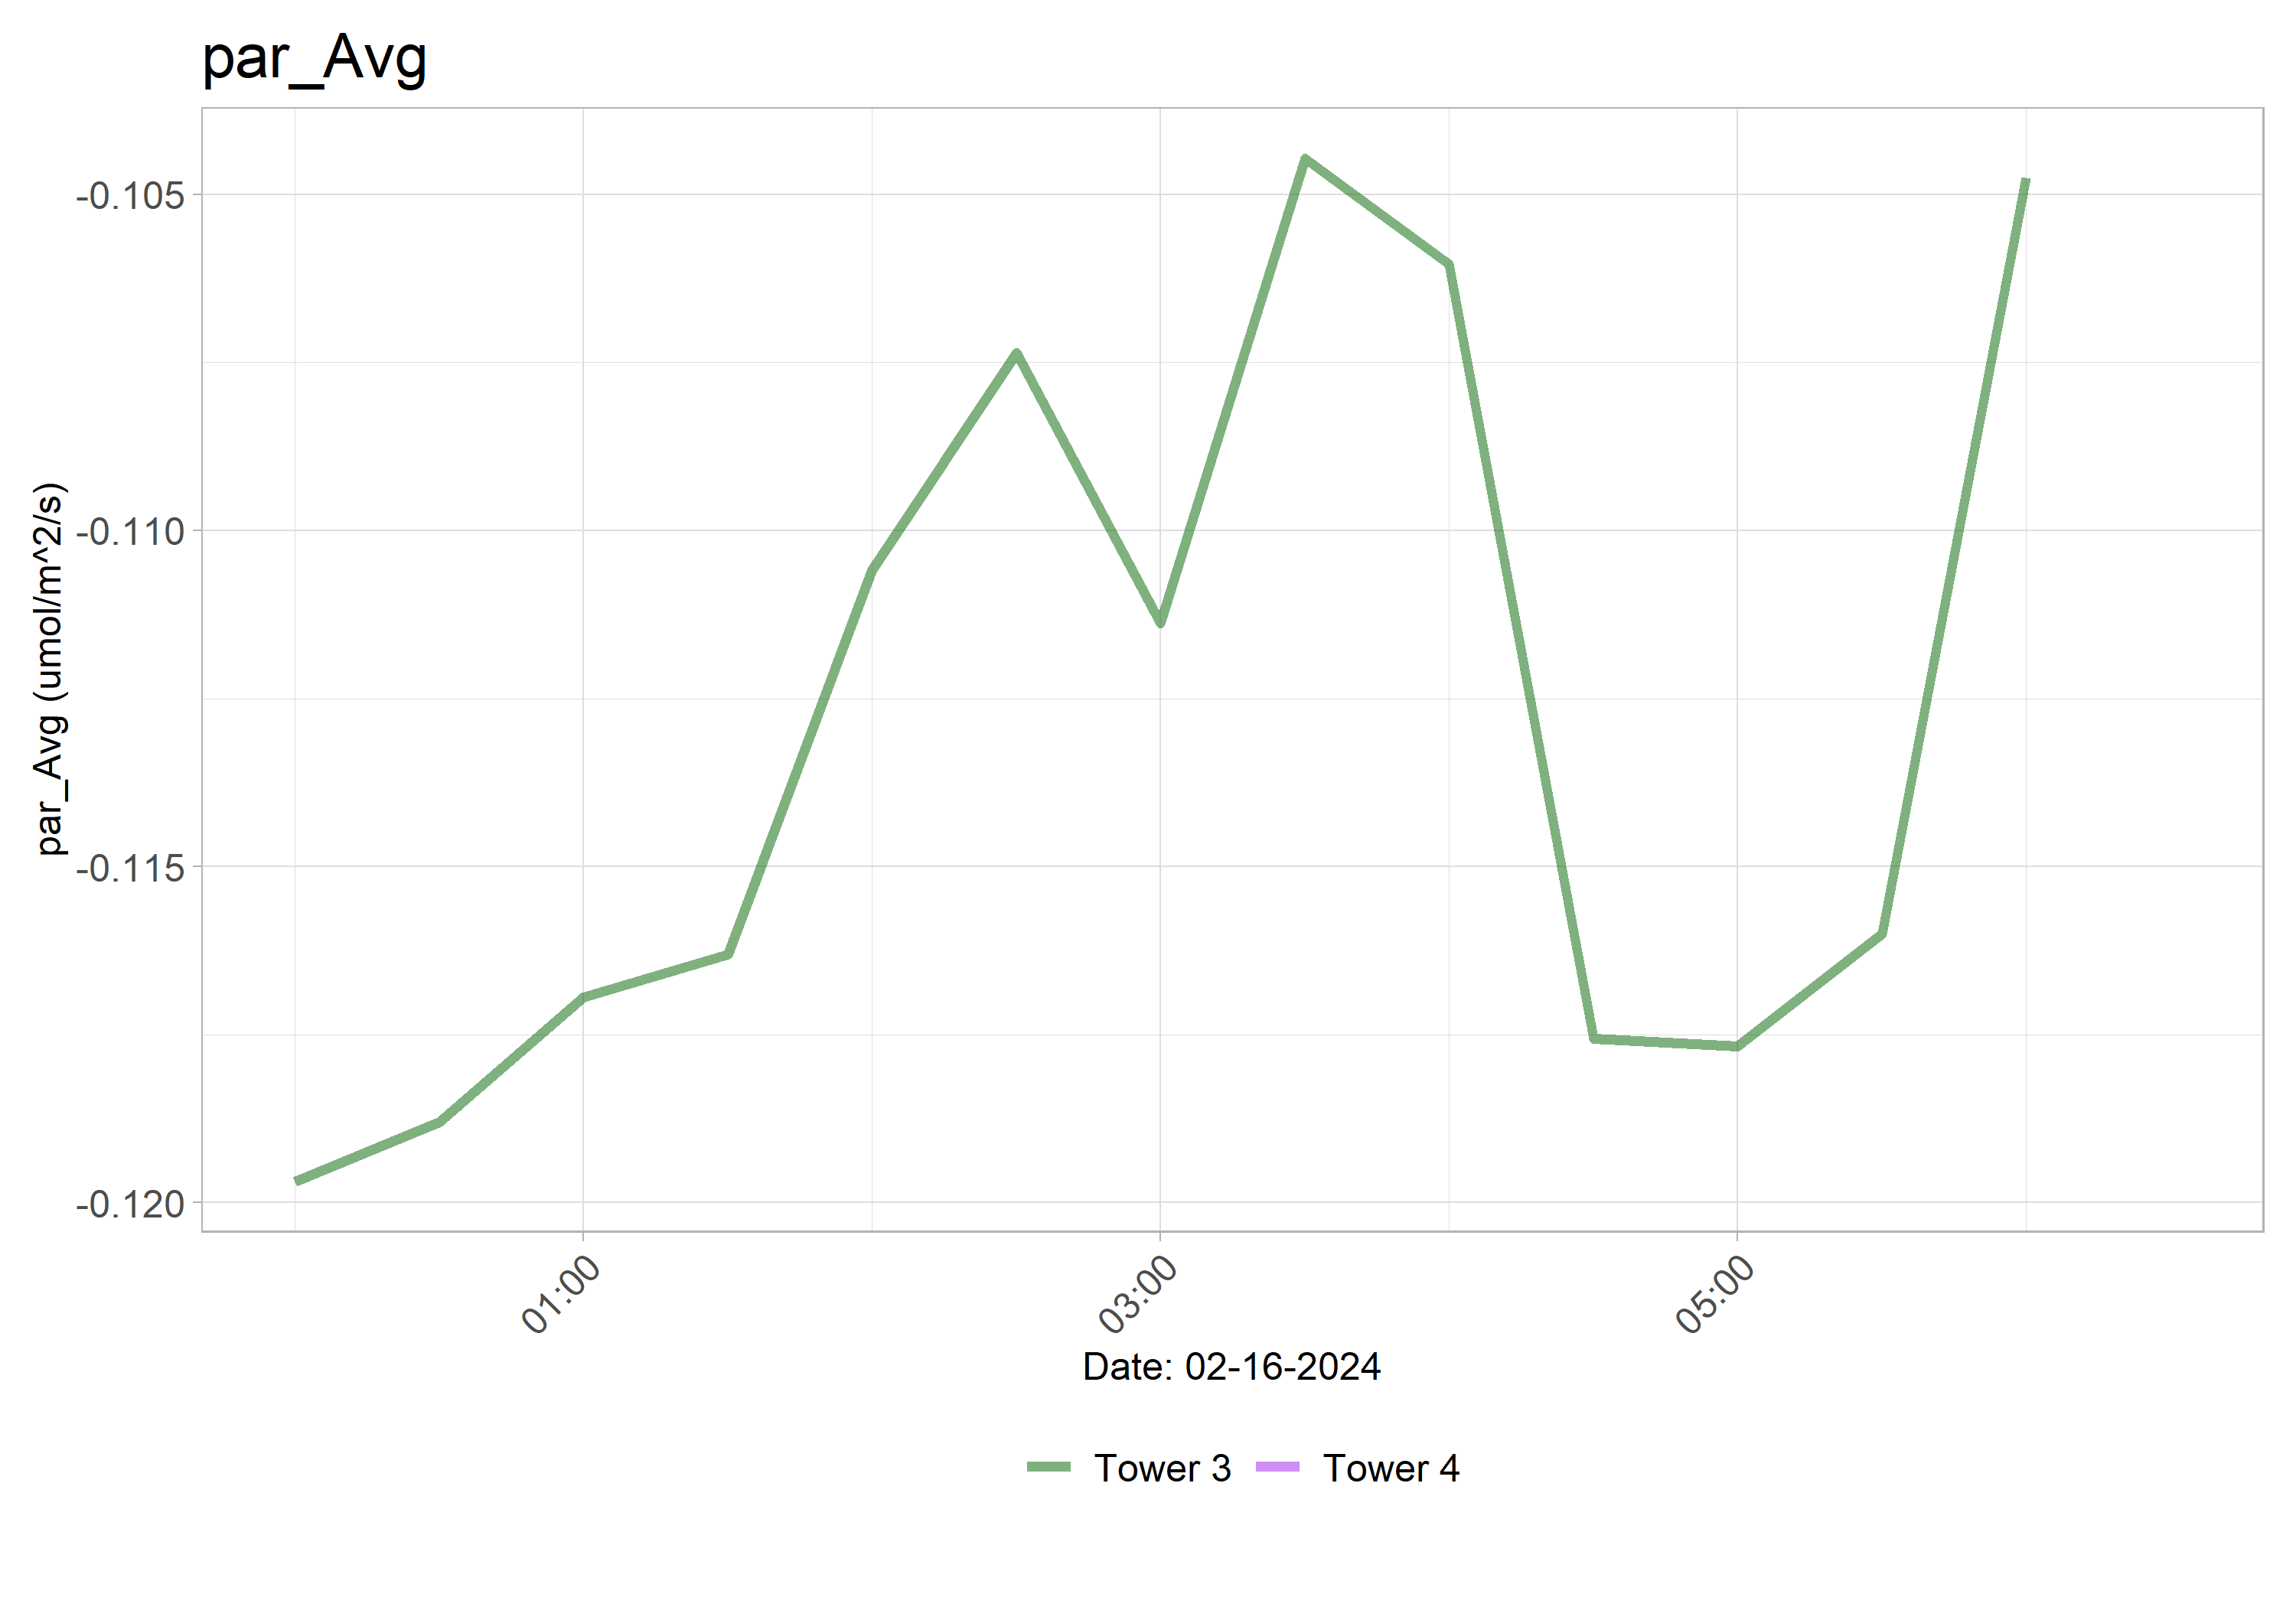 par_Avg
par_Avg (umol/m^2/s)
-0.105
-0.110
-0.115
-0.120
01:00
03:00
05:00
Date: 02-16-2024
Tower 3
Tower 4